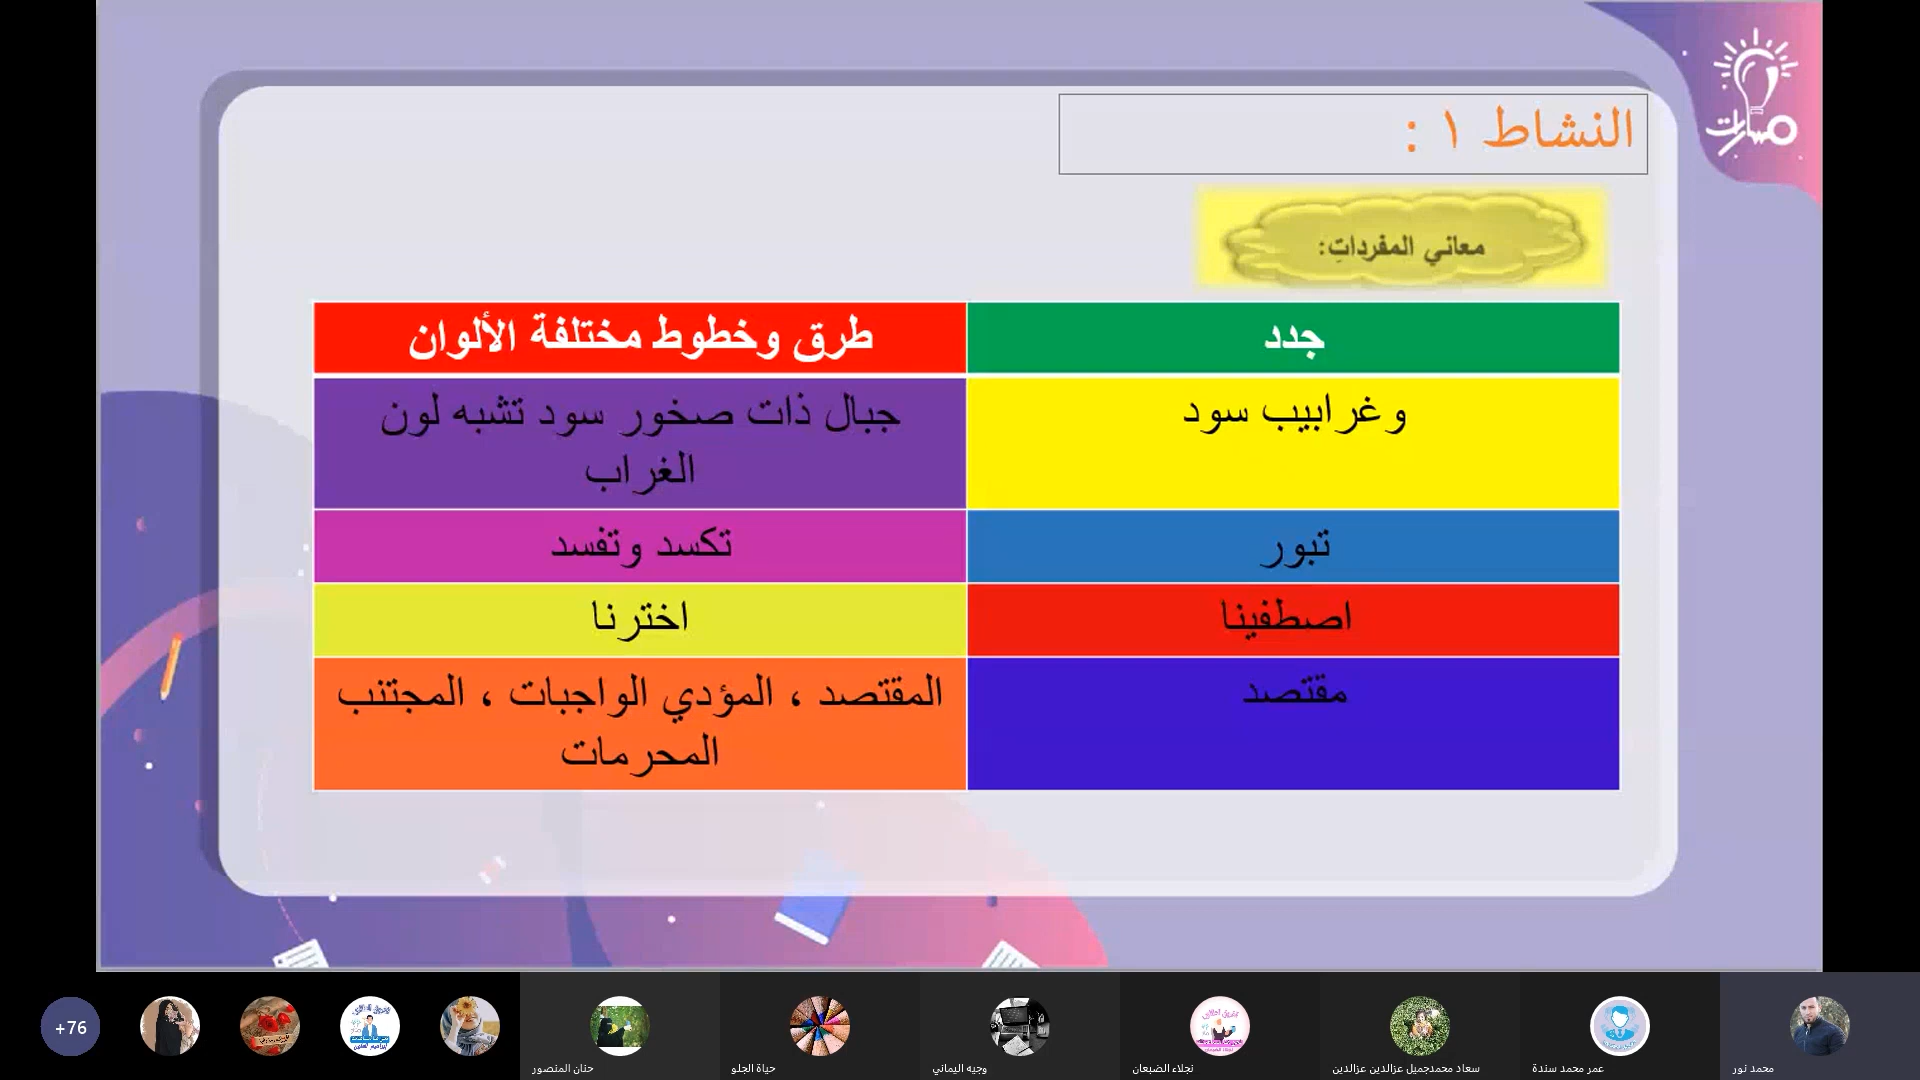 مسارات
النشاط ١ :
معاني المفرداتِ:
جدد
طرق وخطوط مختلفة الألوان
وغرابيب سود
جبال ذات صخور سود تشبه لون
الغراب
تبور
تكسد وتفسد
اصطفينا
اخترنا
مقتصد
المقتصد ، المؤدي الواجبات ، المجتنب
المحرمات
+76
حنان المنصور
حياة الجلو
وجيه اليماني
نجلاء الضبعان
سعاد محمدجميل عزالدين عزالدين
عمر محمد سندة
محمد نور